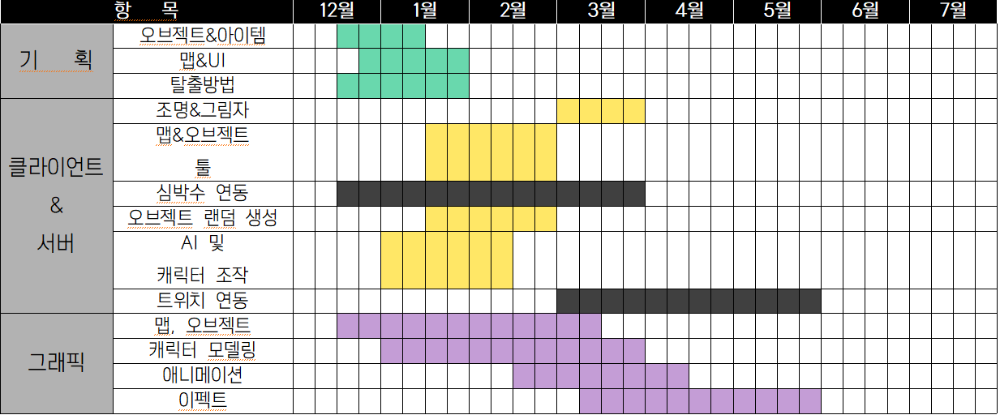 항 목 12월 1월 2월 3월 4월 5월 6월 7월
기 획
오브젝트&아이템
맵&UI
탈출방법
클라이언트
&
서버
조명&그림자
맵&오브젝트
툴
심박수 연동
오브젝트 랜덤 생성
AI 및
캐릭터 조작
트위치 연동
그래픽
맵, 오브젝트
캐릭터 모델링
애니메이션
이펙트